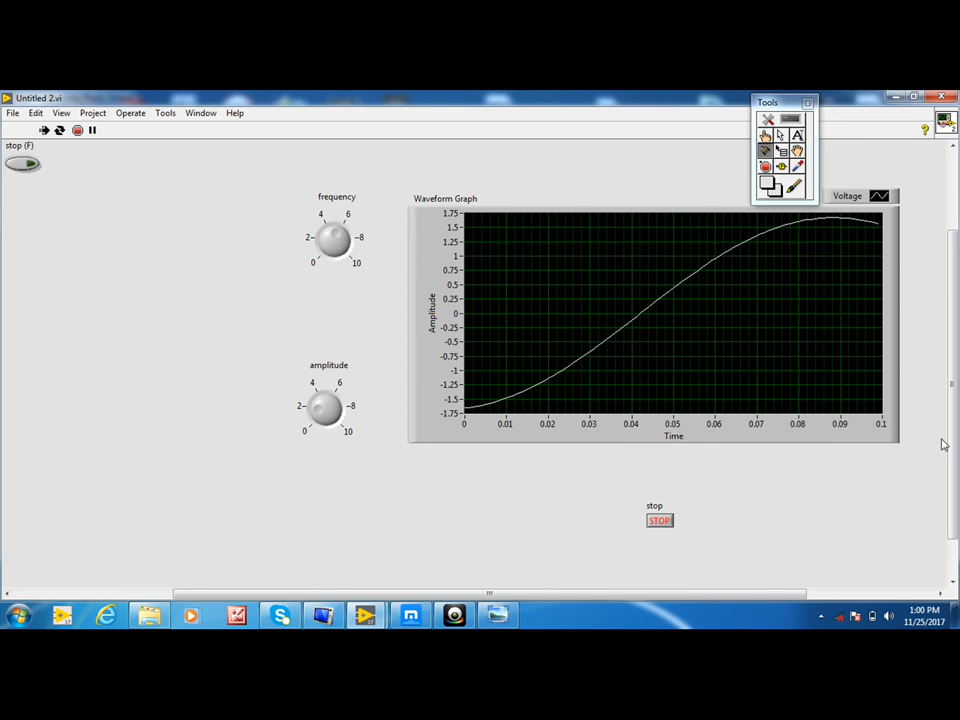 Untitled 2.vi
File Edit View Project Operate Tools Window Help
Tools
stop (F)
frequency
0 2 4 6 8 10
amplitude
0 2 4 6 8 10
Waveform Graph
Voltage
Amplitude
1.75
1.5
1.25
1
0.75
0.5
0.25
0
-0.25
-0.5
-0.75
-1
-1.25
-1.5
-1.75
0 0.01 0.02 0.03 0.04 0.05 0.06 0.07 0.08 0.09 0.1
Time
stop
STOP
1:00 PM
11/25/2017